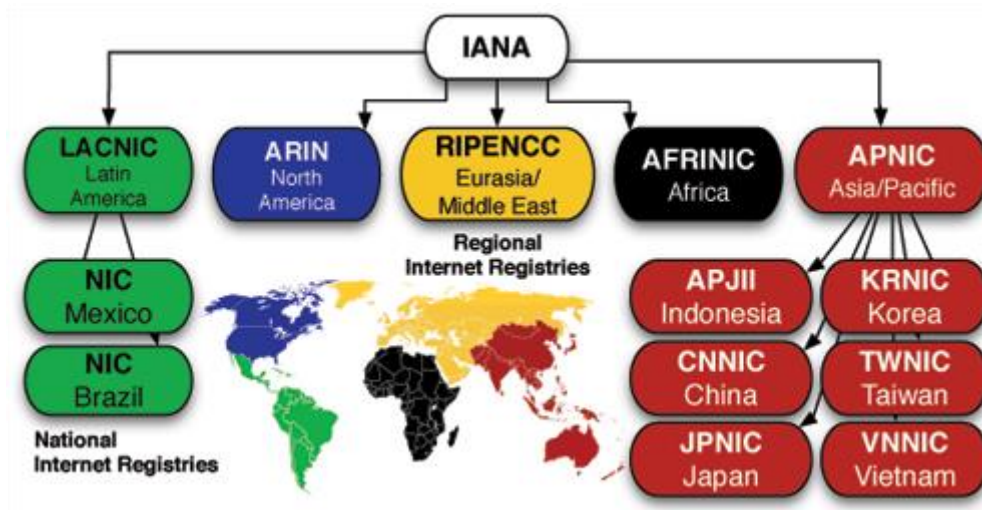 IANA
LACNIC
Latin
America
ARIN
North
America
RIPENCC
Eurasia/
Middle East
AFRINIC
Africa
APNIC
Asia/Pacific
Regional
Internet Registries
NIC
Mexico
NIC
Brazil
National
Internet Registries
APJII
Indonesia
KRNIC
Korea
CNNIC
China
TWNIC
Taiwan
JPNIC
Japan
VNNIC
Vietnam